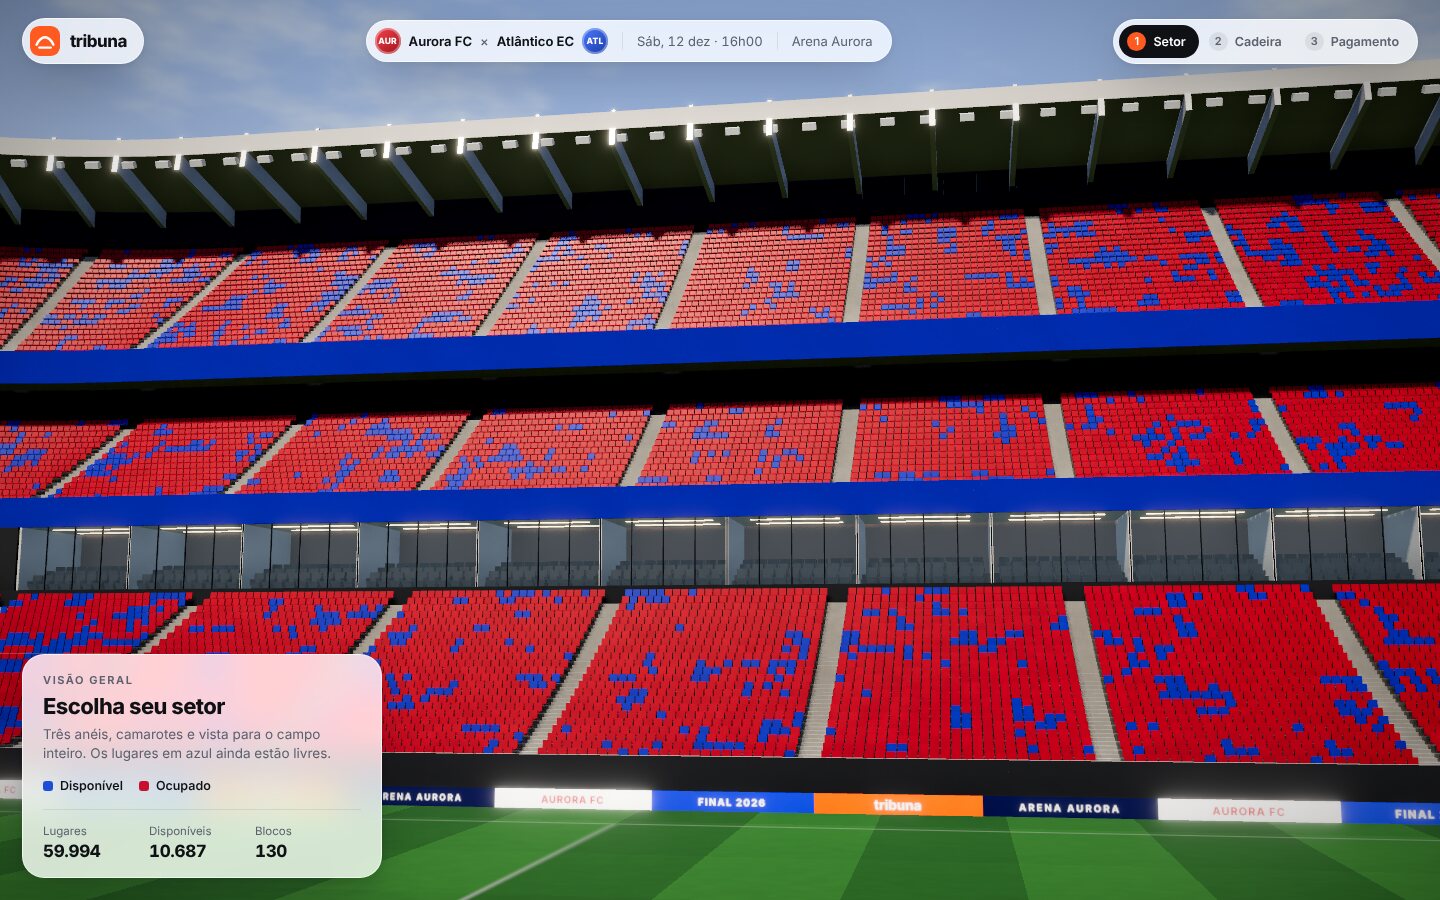 tribuna
AUR Aurora FC × Atlântico EC ATL Sáb, 12 dez · 16h00 Arena Aurora
1 Setor 2 Cadeira 3 Pagamento
VISÃO GERAL
Escolha seu setor
Três anéis, camarotes e vista para o campo
inteiro. Os lugares em azul ainda estão livres.
Disponível Ocupado
Lugares Disponíveis Blocos
59.994 10.687 130
FC RENA AURORA AURORA FC FINAL 2026 tribuna ARENA AURORA AURORA FC FINAL